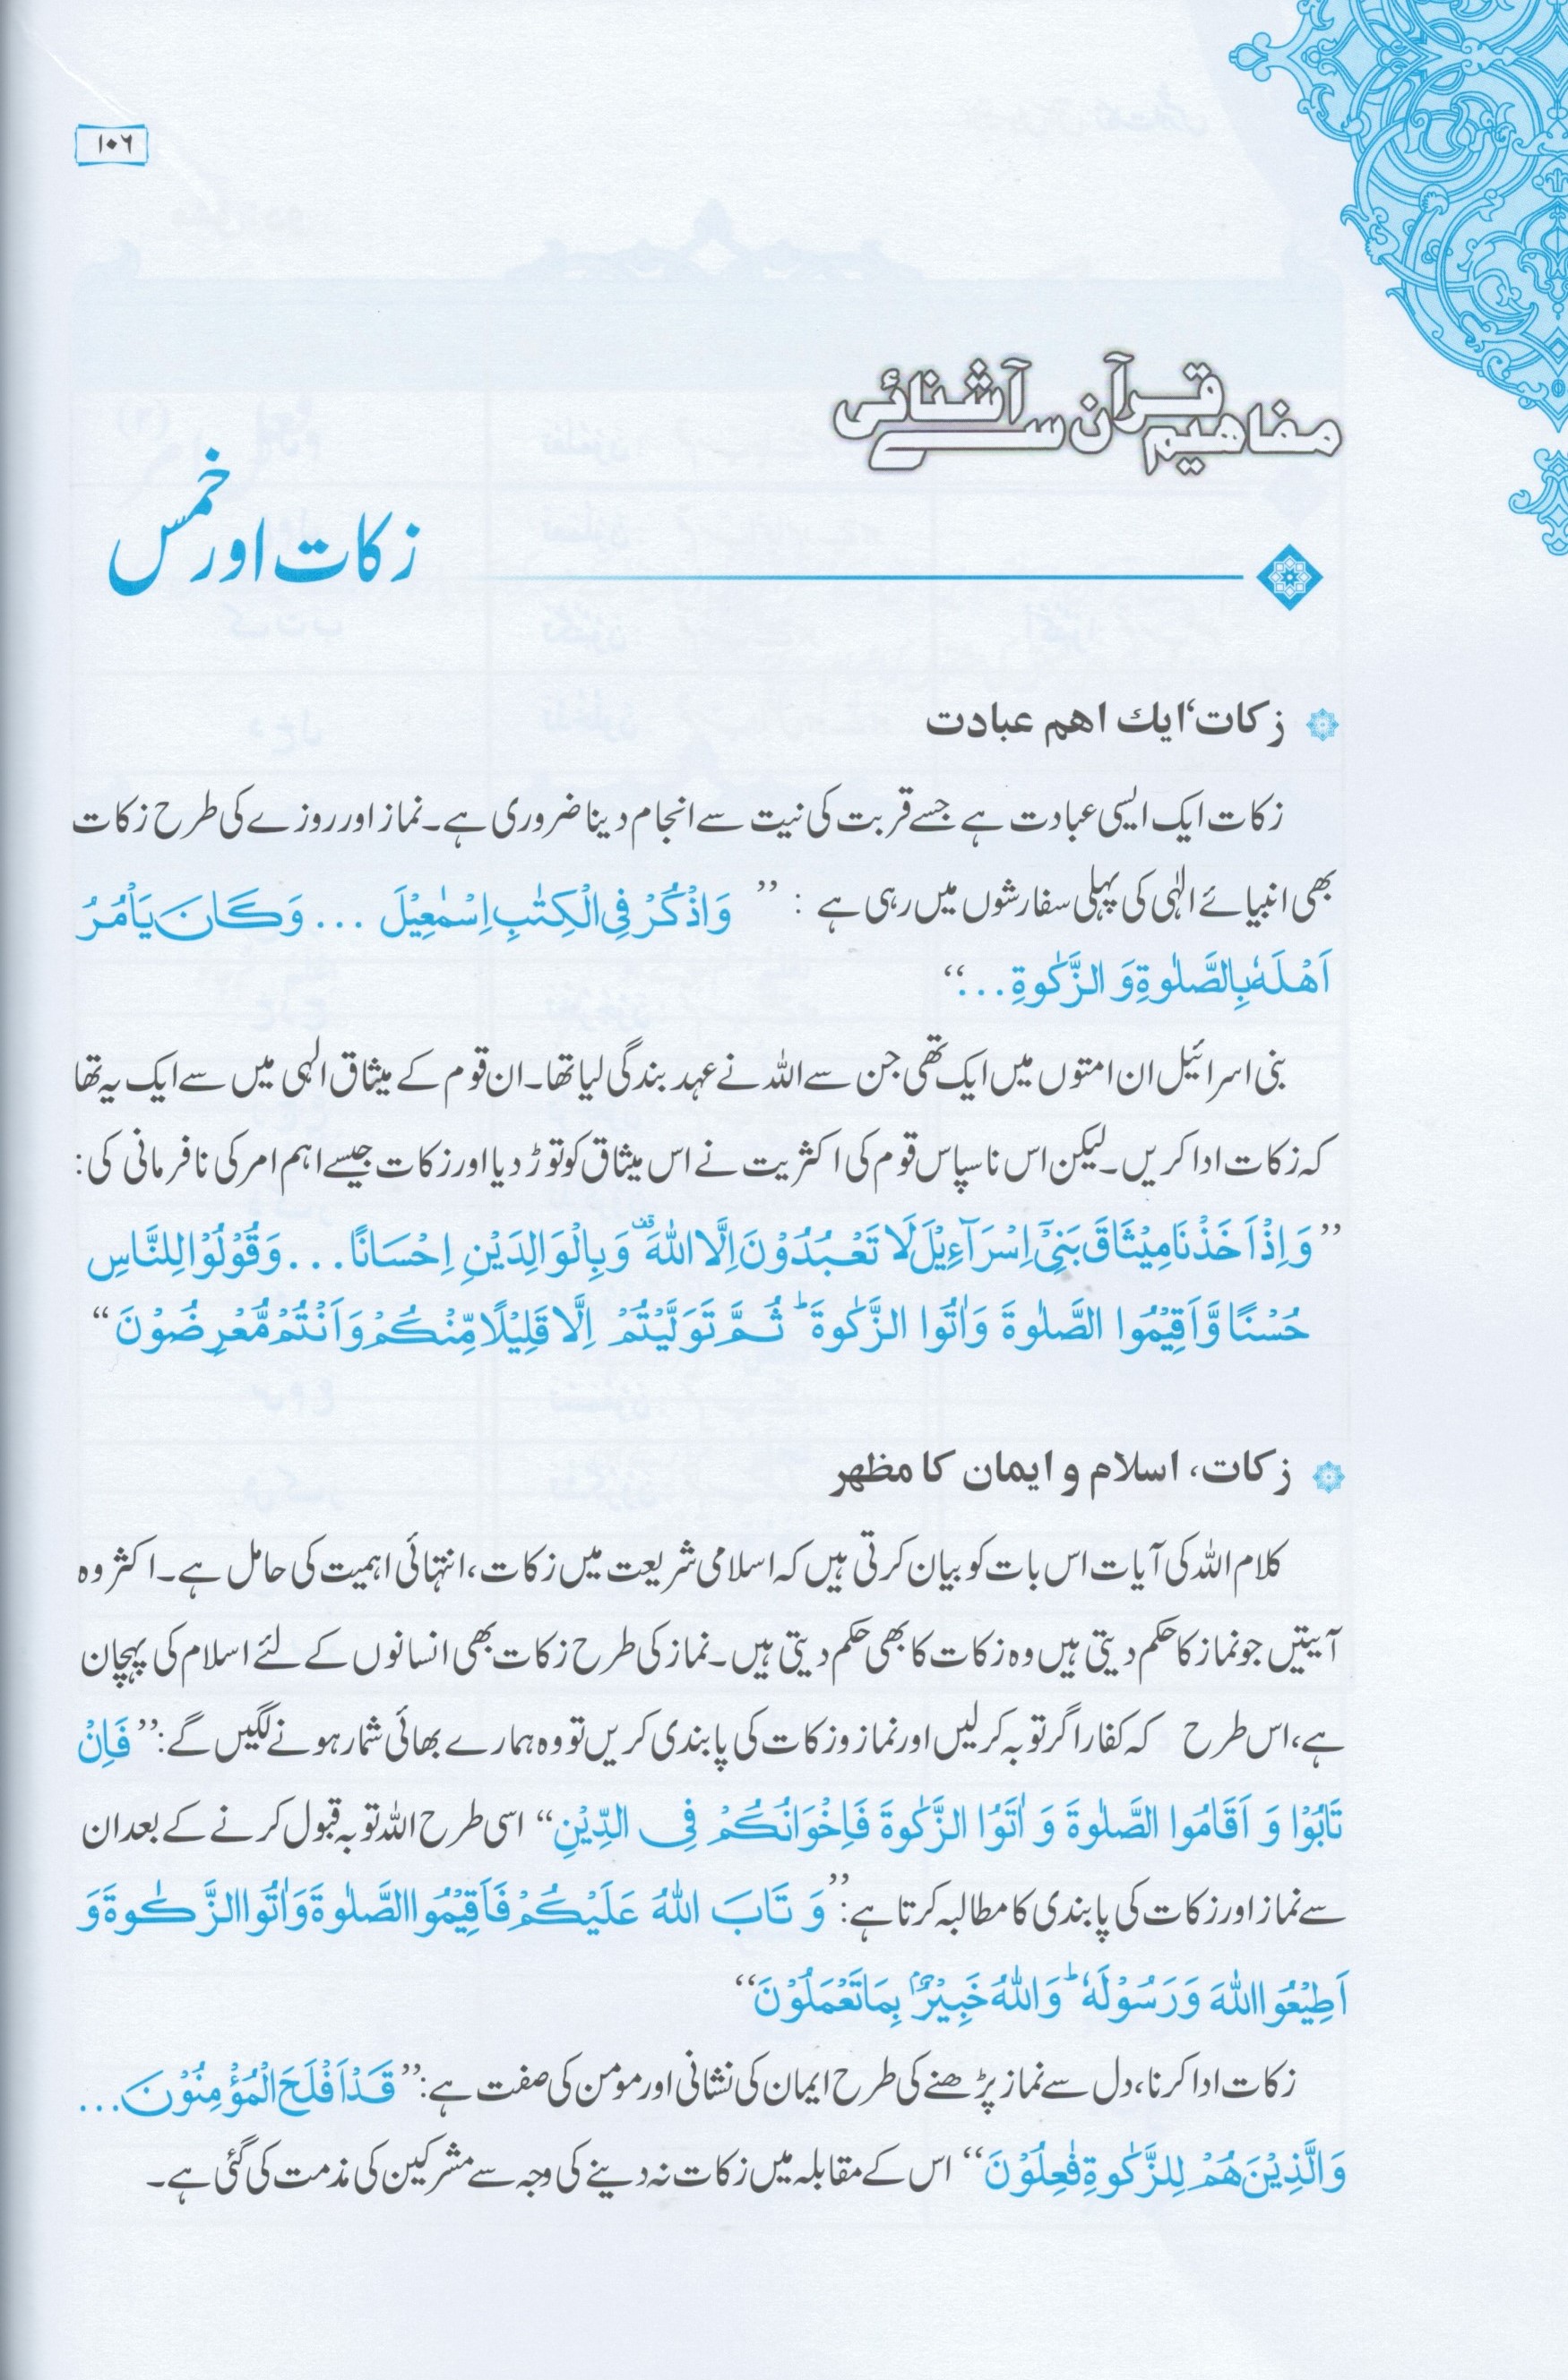 ۱۰۶
مفاہیم قرآن سے آشنائی
زکات اور خمس
زکات‘ایک اہم عبادت
زکات ایک ایسی عبادت ہے جسے قربت کی نیت سے انجام دینا ضروری ہے۔ نماز اور روزے کی طرح زکات
بھی انبیائے الٰہی کی پہلی سفارشوں میں رہی ہے : ’’ وَاذْكُرْ فِي الْكِتٰبِ اِسْمٰعِيْلَ ... وَكَانَ يَاْمُرُ
اَهْلَهٗ بِالصَّلٰوةِ وَ الزَّكٰوةِ...‘‘
بنی اسرائیل ان امتوں میں ایک تھی جن سے اللہ نے عہد بندگی لیا تھا۔ ان قوم کے میثاق الہی میں سے ایک یہ تھا
کہ زکات ادا کریں۔ لیکن اس ناسپاس قوم کی اکثریت نے اس میثاق کو توڑ دیا اور زکات جیسے اہم امر کی نافرمانی کی:
’’وَ اِذْ اَخَذْنَا مِيْثَاقَ بَنِيْٓ اِسْرَآءِيْلَ لَا تَعْبُدُوْنَ اِلَّا اللّٰهَ ۫ وَ بِالْوَالِدَيْنِ اِحْسَانًا... وَ قُوْلُوْا لِلنَّاسِ
حُسْنًا وَّ اَقِيْمُوا الصَّلٰوةَ وَ اٰتُوا الزَّكٰوةَ ؕ ثُمَّ تَوَلَّيْتُمْ اِلَّا قَلِيْلًا مِّنْكُمْ وَ اَنْتُمْ مُّعْرِضُوْنَ‘‘
زکات، اسلام و ایمان کا مظہر
کلام اللہ کی آیات اس بات کو بیان کرتی ہیں کہ اسلامی شریعت میں زکات، انتہائی اہمیت کی حامل ہے۔ اکثر وہ
آیتیں جو نماز کا حکم دیتی ہیں وہ زکات کا بھی حکم دیتی ہیں۔ نماز کی طرح زکات بھی انسانوں کے لئے اسلام کی پہچان
ہے، اس طرح کہ کفار اگر توبہ کر لیں اور نماز و زکات کی پابندی کریں تو وہ ہمارے بھائی شمار ہونے لگیں گے: ’’فَاِنْ
تَابُوْا وَ اَقَامُوا الصَّلٰوةَ وَ اٰتَوُا الزَّكٰوةَ فَاِخْوَانُكُمْ فِي الدِّيْنِ‘‘ اسی طرح اللہ توبہ قبول کرنے کے بعد ان
سے نماز اور زکات کی پابندی کا مطالبہ کرتا ہے: ’’وَ تَابَ اللّٰهُ عَلَيْكُمْ فَاَقِيْمُوا الصَّلٰوةَ وَ اٰتُوا الزَّكٰوةَ وَ
اَطِيْعُوا اللّٰهَ وَ رَسُوْلَهٗ ؕ وَ اللّٰهُ خَبِيْرٌۢ بِمَا تَعْمَلُوْنَ‘‘
زکات ادا کرنا، دل سے نماز پڑھنے کی طرح ایمان کی نشانی اور مومن کی صفت ہے: ’’قَدْ اَفْلَحَ الْمُؤْمِنُوْنَ...
وَ الَّذِيْنَ هُمْ لِلزَّكٰوةِ فٰعِلُوْنَ‘‘ اس کے مقابلہ میں زکات نہ دینے کی وجہ سے مشرکین کی مذمت کی گئی ہے۔